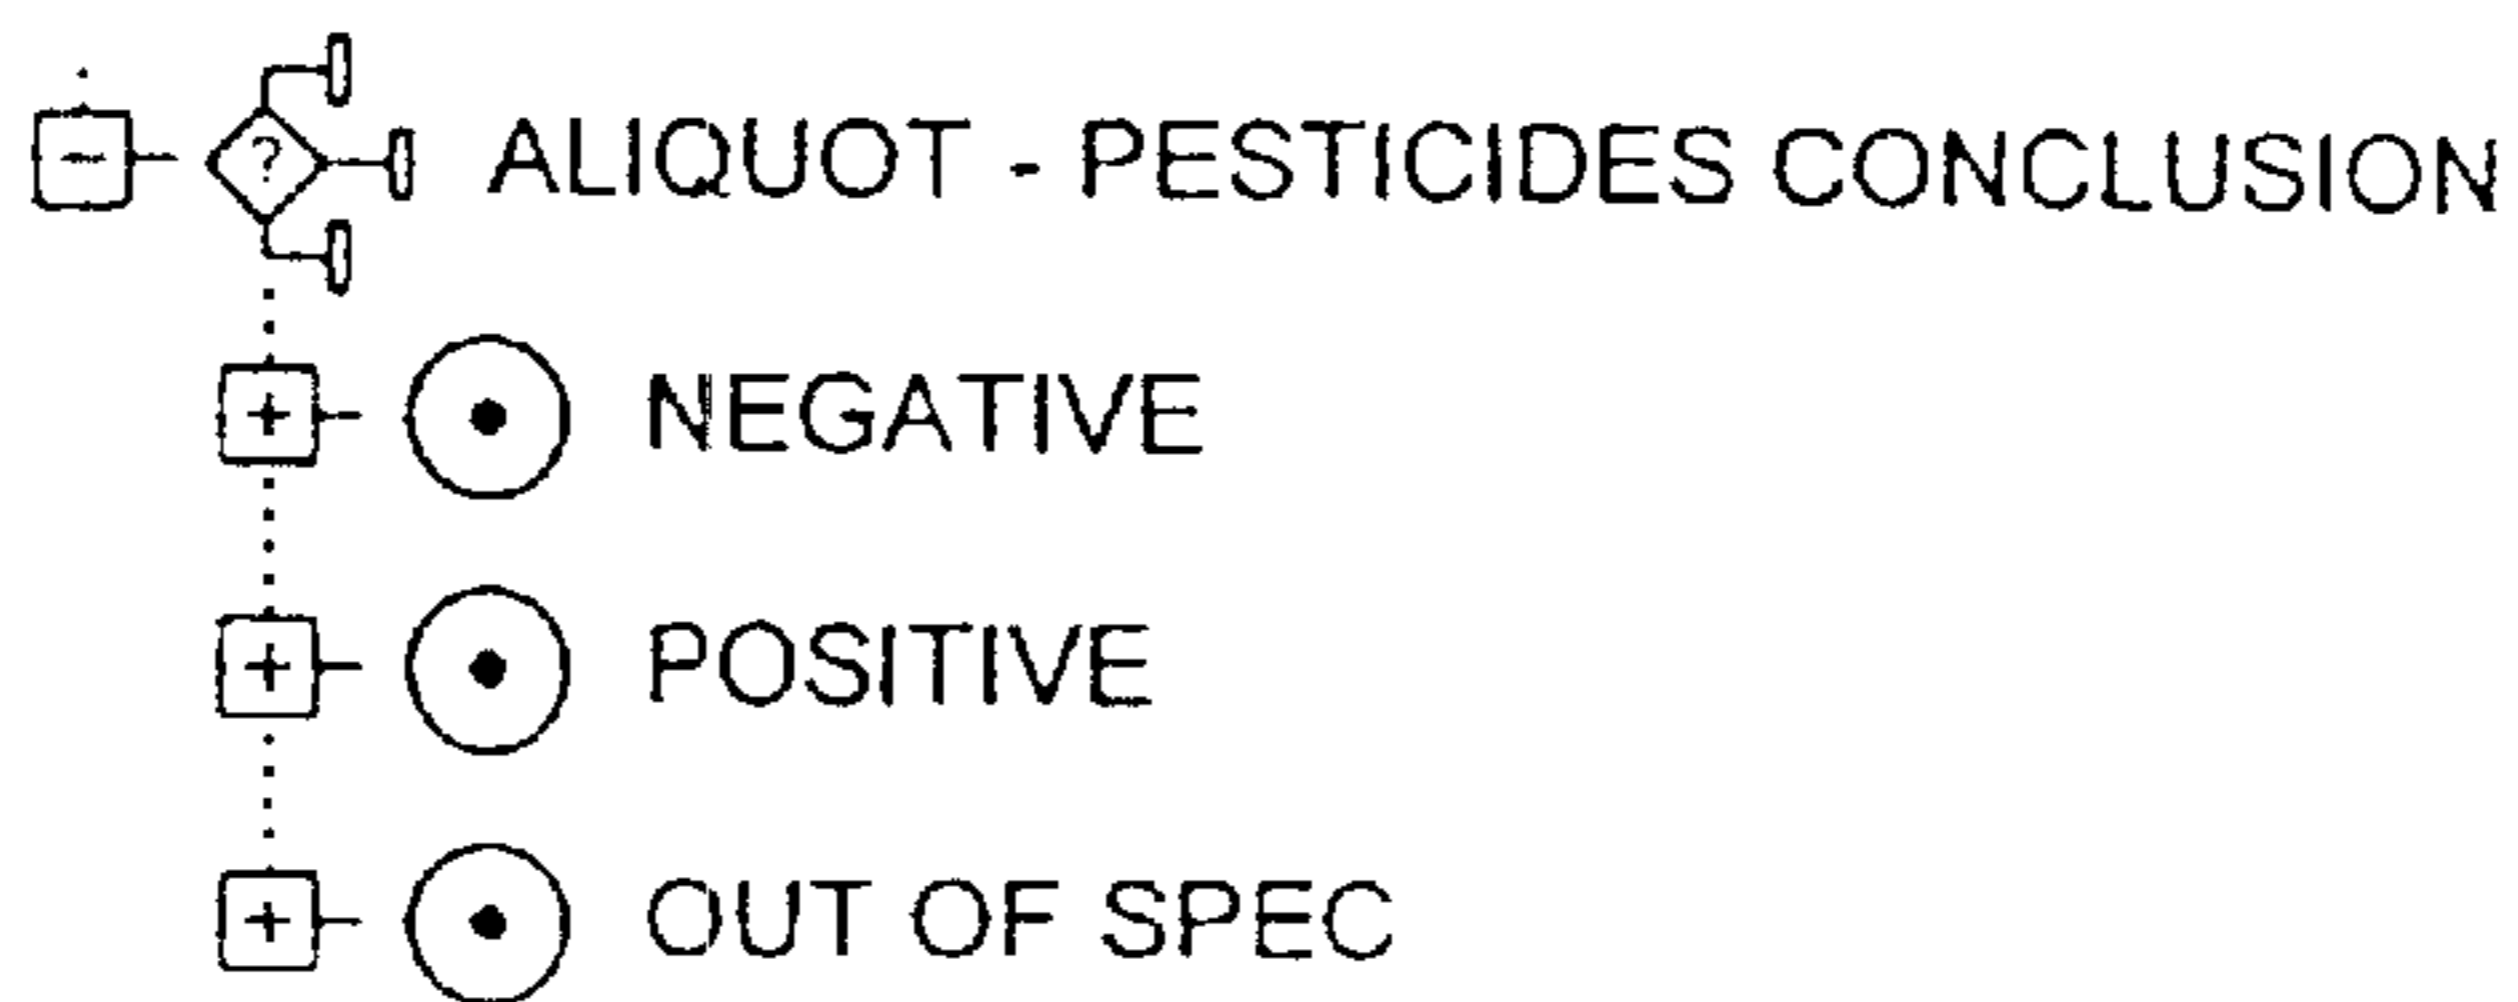 ALIQUOT - PESTICIDES CONCLUSION
NEGATIVE
POSITIVE
OUT OF SPEC